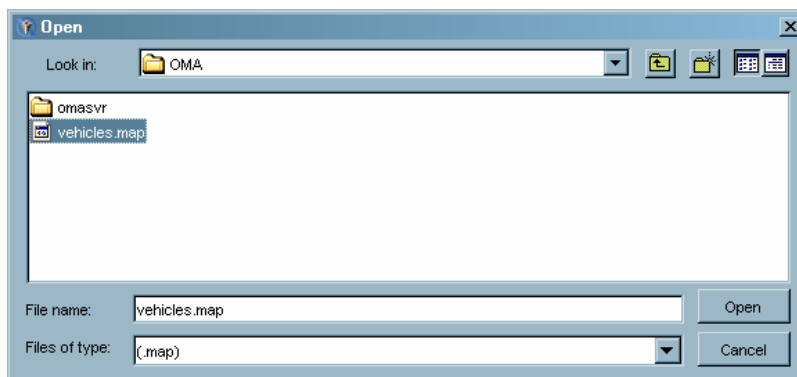 Open
Look in: OMA
omasvr
vehicles.map
File name: vehicles.map Open
Files of type: (.map) Cancel